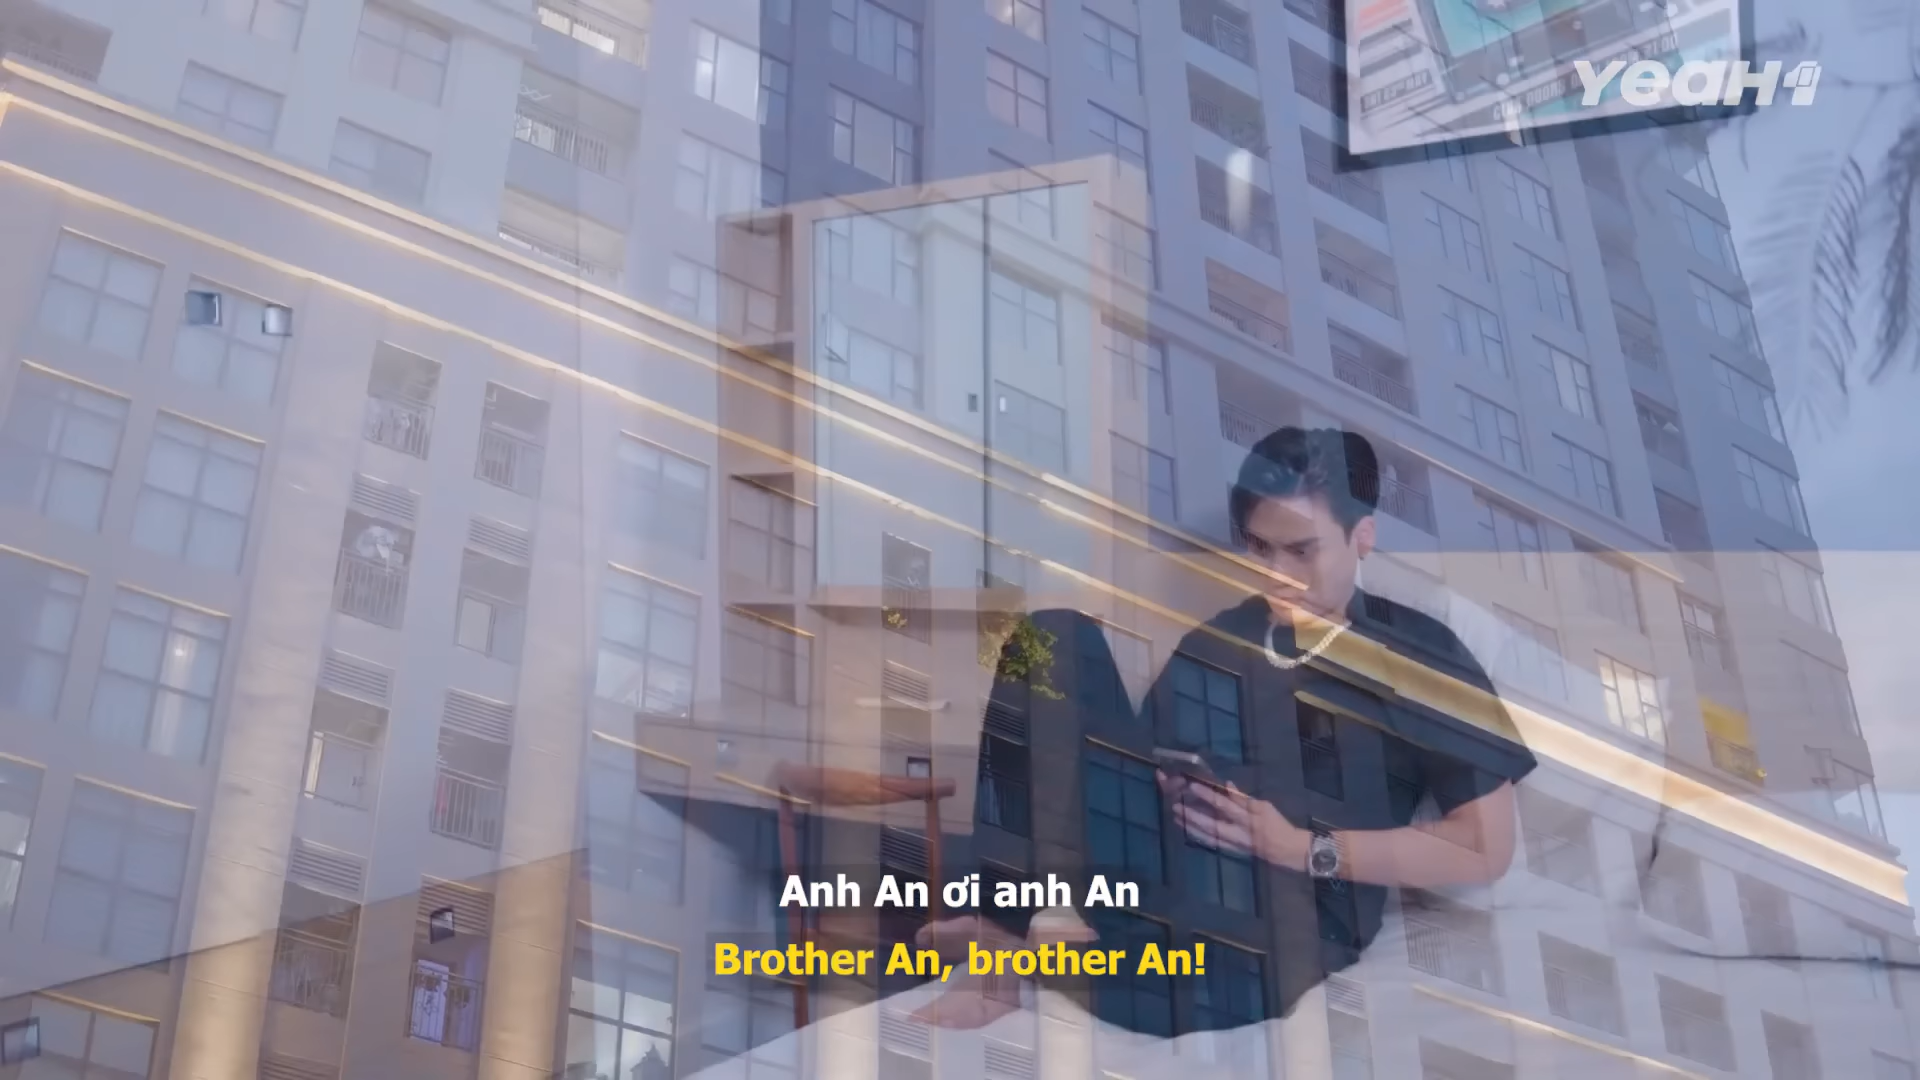 YEAH1
Anh An ơi anh An
Brother An, brother An!